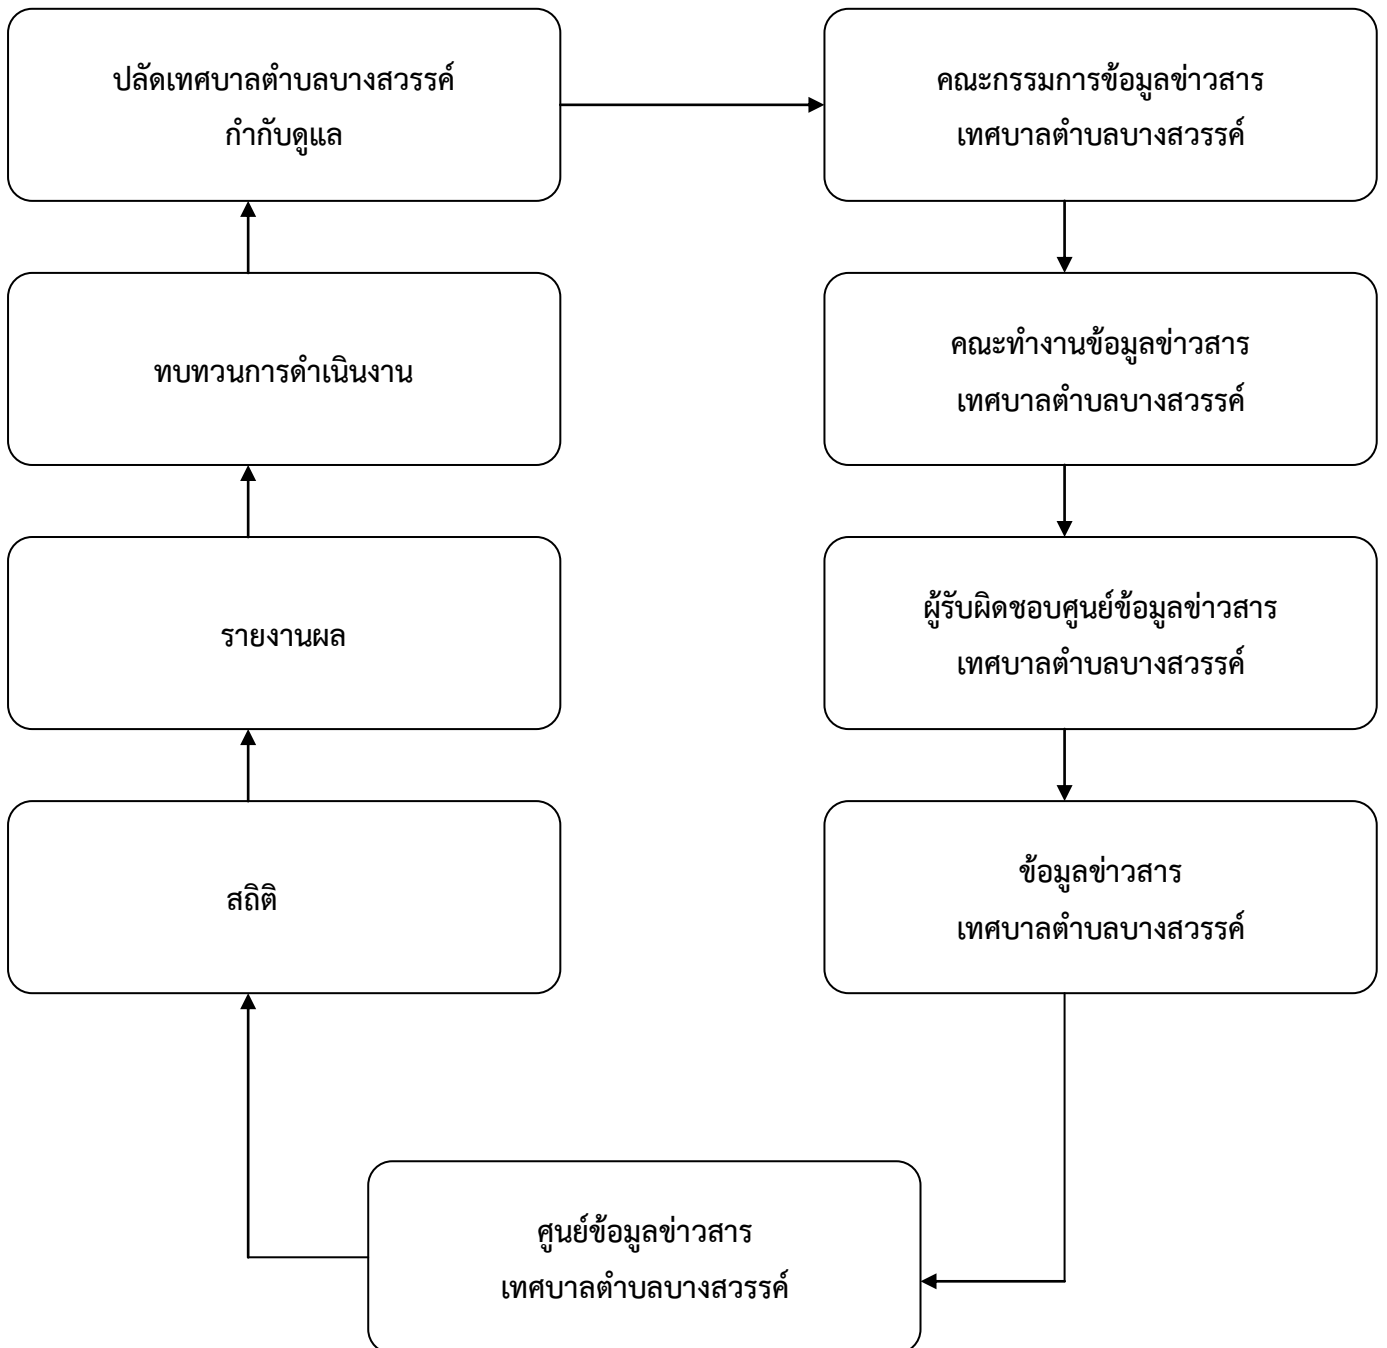 ปลัดเทศบาลตำบลบางสวรรค์
กำกับดูแล
คณะกรรมการข้อมูลข่าวสาร
เทศบาลตำบลบางสวรรค์
ทบทวนการดำเนินงาน
คณะทำงานข้อมูลข่าวสาร
เทศบาลตำบลบางสวรรค์
รายงานผล
ผู้รับผิดชอบศูนย์ข้อมูลข่าวสาร
เทศบาลตำบลบางสวรรค์
สถิติ
ข้อมูลข่าวสาร
เทศบาลตำบลบางสวรรค์
ศูนย์ข้อมูลข่าวสาร
เทศบาลตำบลบางสวรรค์